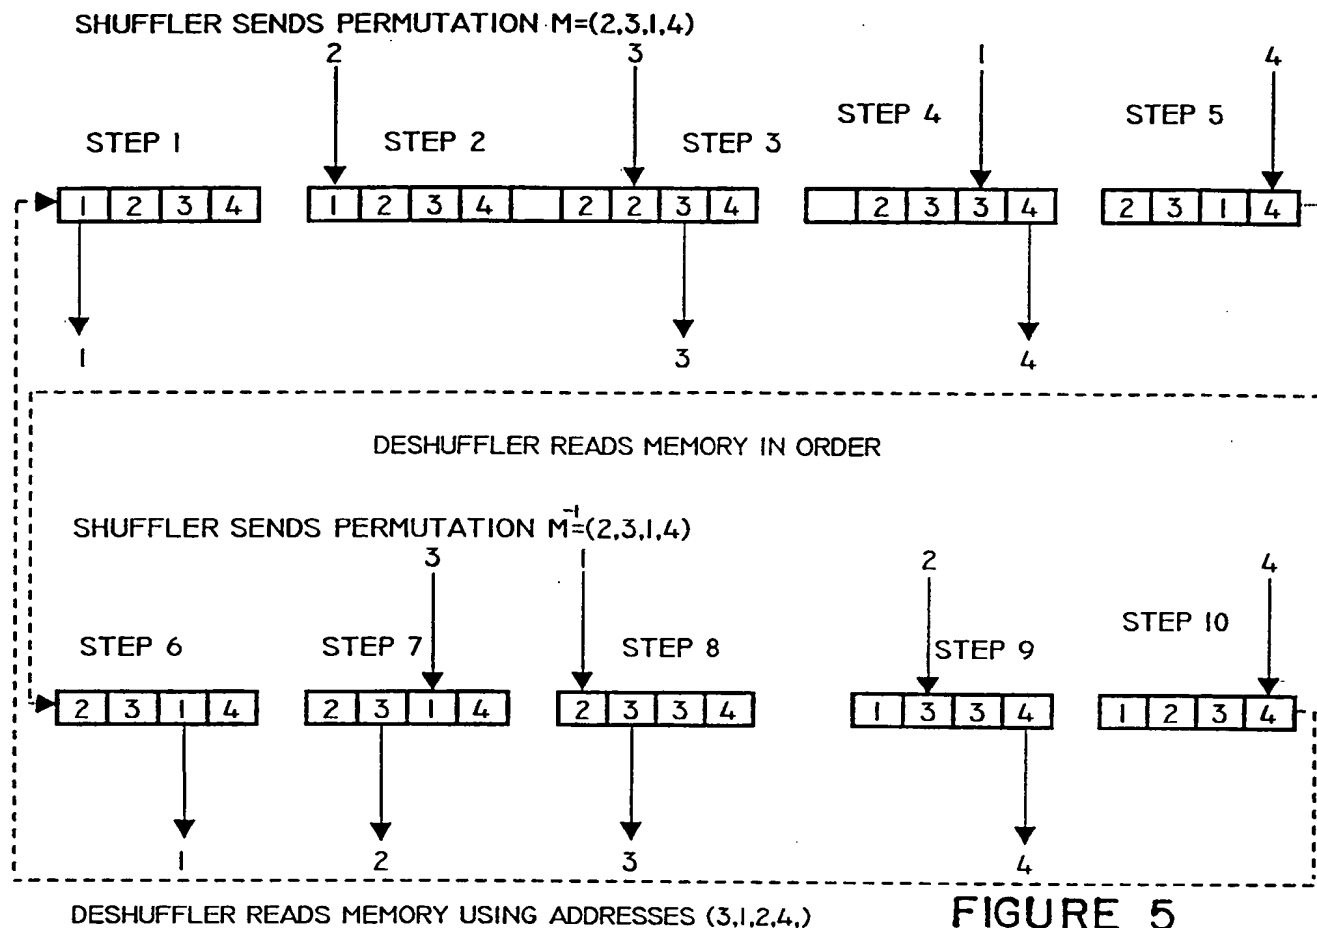 SHUFFLER SENDS PERMUTATION M=(2,3,1,4)
2 3 1 4
STEP 1 STEP 2 STEP 3 STEP 4 STEP 5
1 2 3 4 1 2 3 4 2 2 3 4 2 3 3 4 2 3 1 4
1 3 4
DESHUFFLER READS MEMORY IN ORDER
SHUFFLER SENDS PERMUTATION M⁻¹=(2,3,1,4)
3 1 2 4
STEP 6 STEP 7 STEP 8 STEP 9 STEP 10
2 3 1 4 2 3 1 4 2 3 3 4 1 3 3 4 1 2 3 4
1 2 3 4
DESHUFFLER READS MEMORY USING ADDRESSES (3,1,2,4,)
FIGURE 5